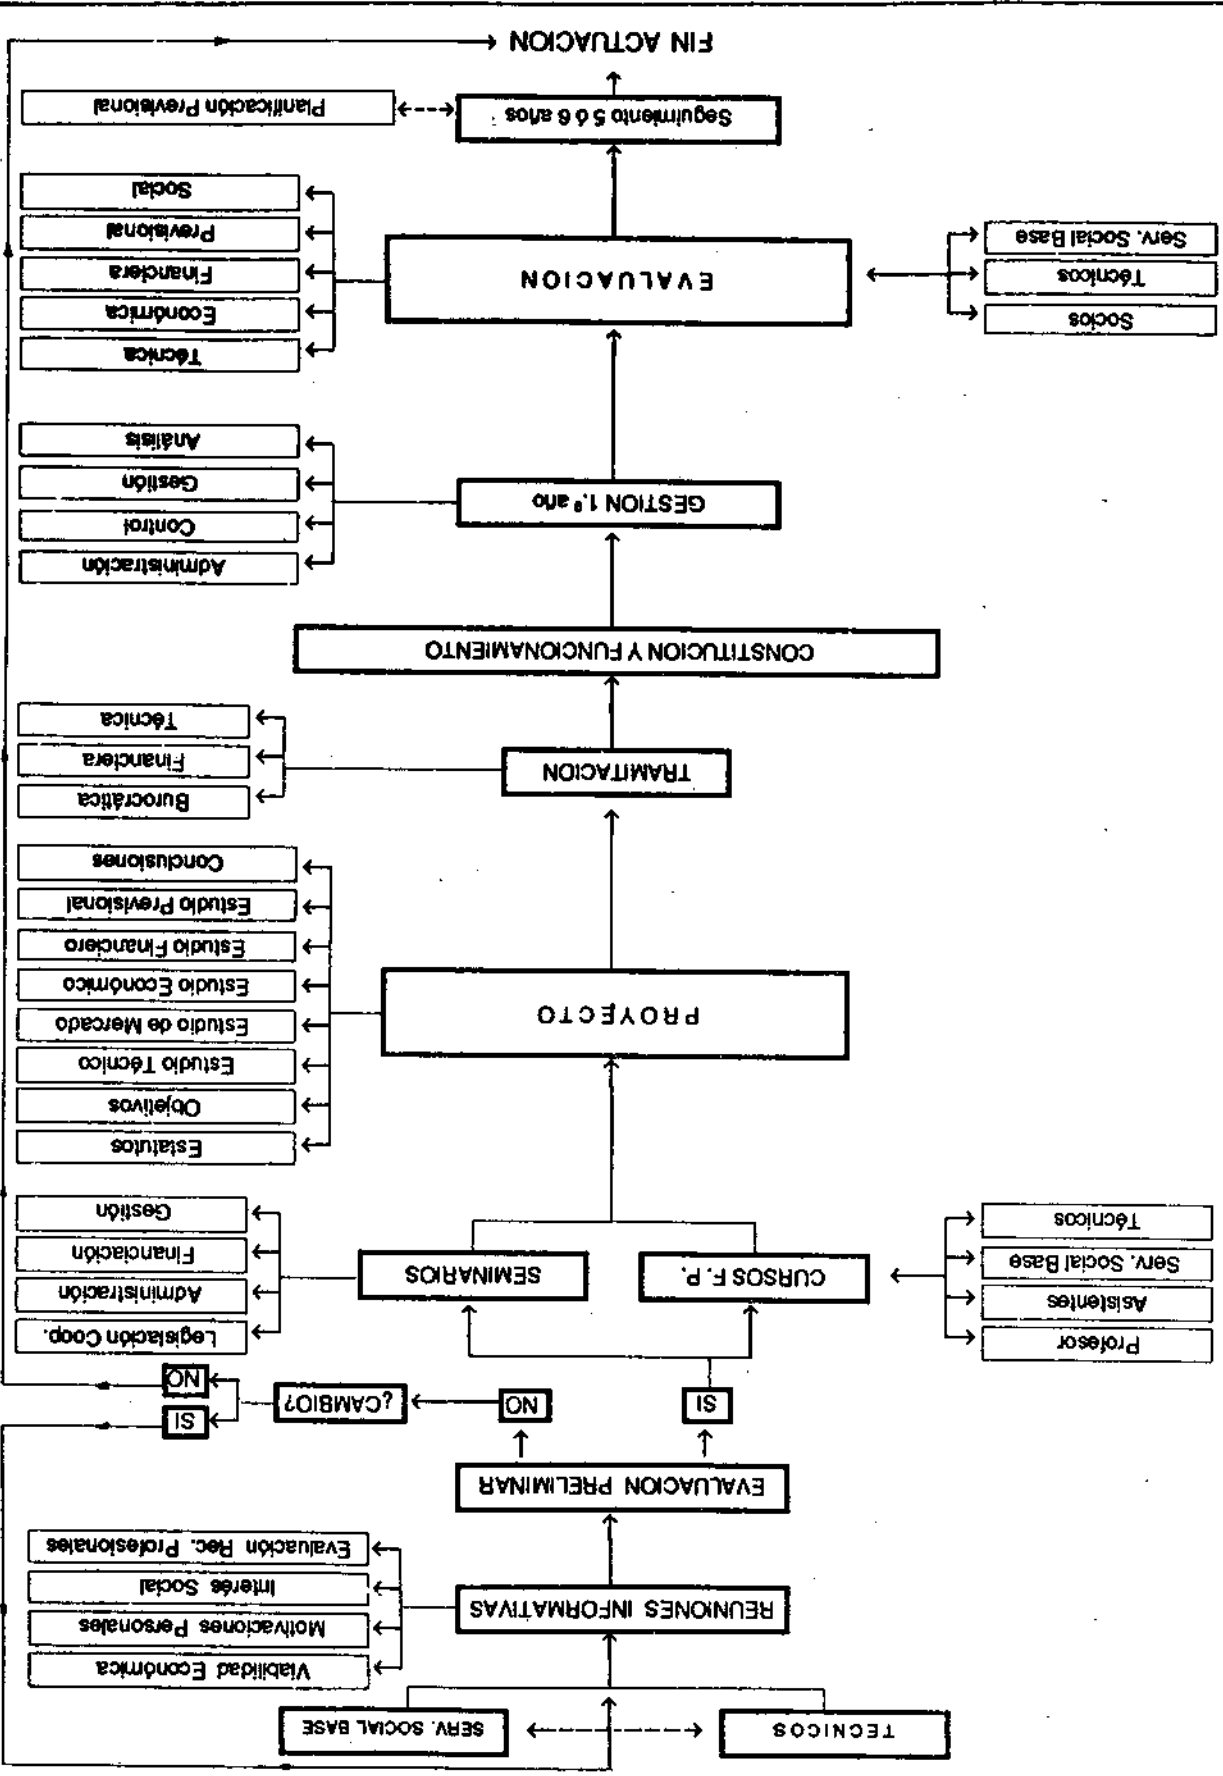 TECNICOS
SERV. SOCIAL BASE
REUNIONES INFORMATIVAS
Viabilidad Económica
Motivaciones Personales
Interés Social
Evaluación Rec. Profesionales
EVALUACION PRELIMINAR
SI
NO
¿CAMBIO?
SI
NO
Profesor
Asistentes
Serv. Social Base
Técnicos
CURSOS F. P.
SEMINARIOS
Legislación Coop.
Administración
Financiación
Gestión
PROYECTO
Estatutos
Objetivos
Estudio Técnico
Estudio de Mercado
Estudio Económico
Estudio Financiero
Estudio Previsional
Conclusiones
TRAMITACION
Burocrática
Financiera
Técnica
CONSTITUCION Y FUNCIONAMIENTO
GESTION 1.º año
Administración
Control
Gestión
Análisis
Socios
Técnicos
Serv. Social Base
EVALUACION
Técnica
Económica
Financiera
Previsional
Social
Seguimiento 5 ó 6 años
Planificación Previsional
FIN ACTUACION